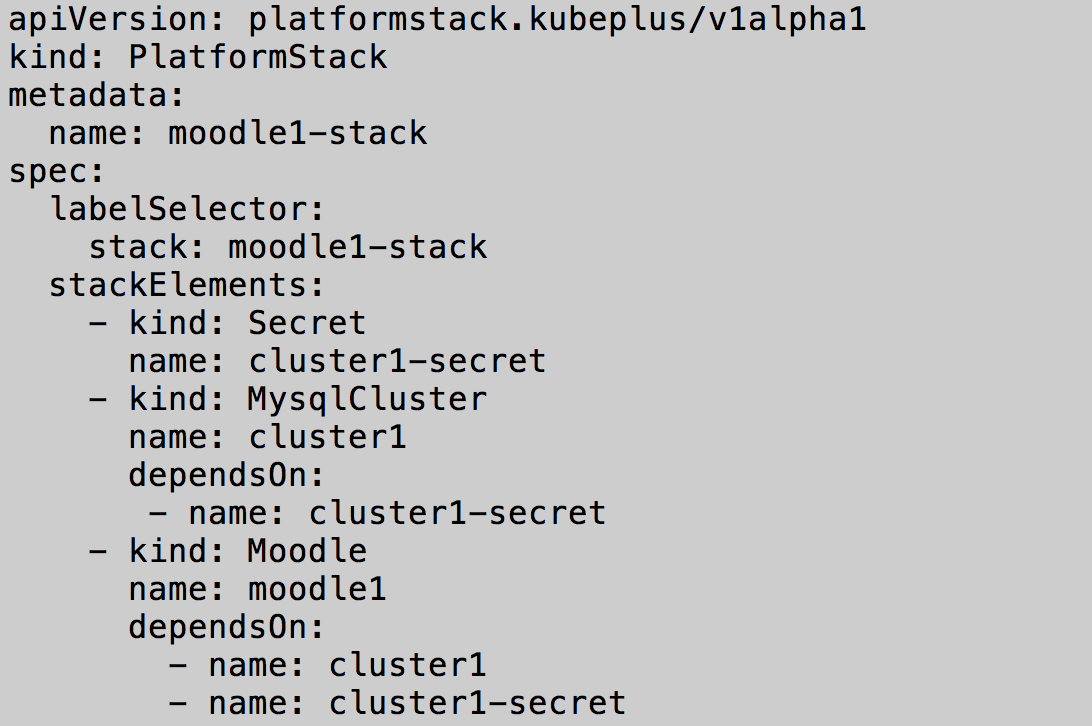 apiVersion: platformstack.kubeplus/v1alpha1
kind: PlatformStack
metadata:
  name: moodle1-stack
spec:
  labelSelector:
    stack: moodle1-stack
  stackElements:
    - kind: Secret
      name: cluster1-secret
    - kind: MysqlCluster
      name: cluster1
      dependsOn:
       - name: cluster1-secret
    - kind: Moodle
      name: moodle1
      dependsOn:
        - name: cluster1
        - name: cluster1-secret